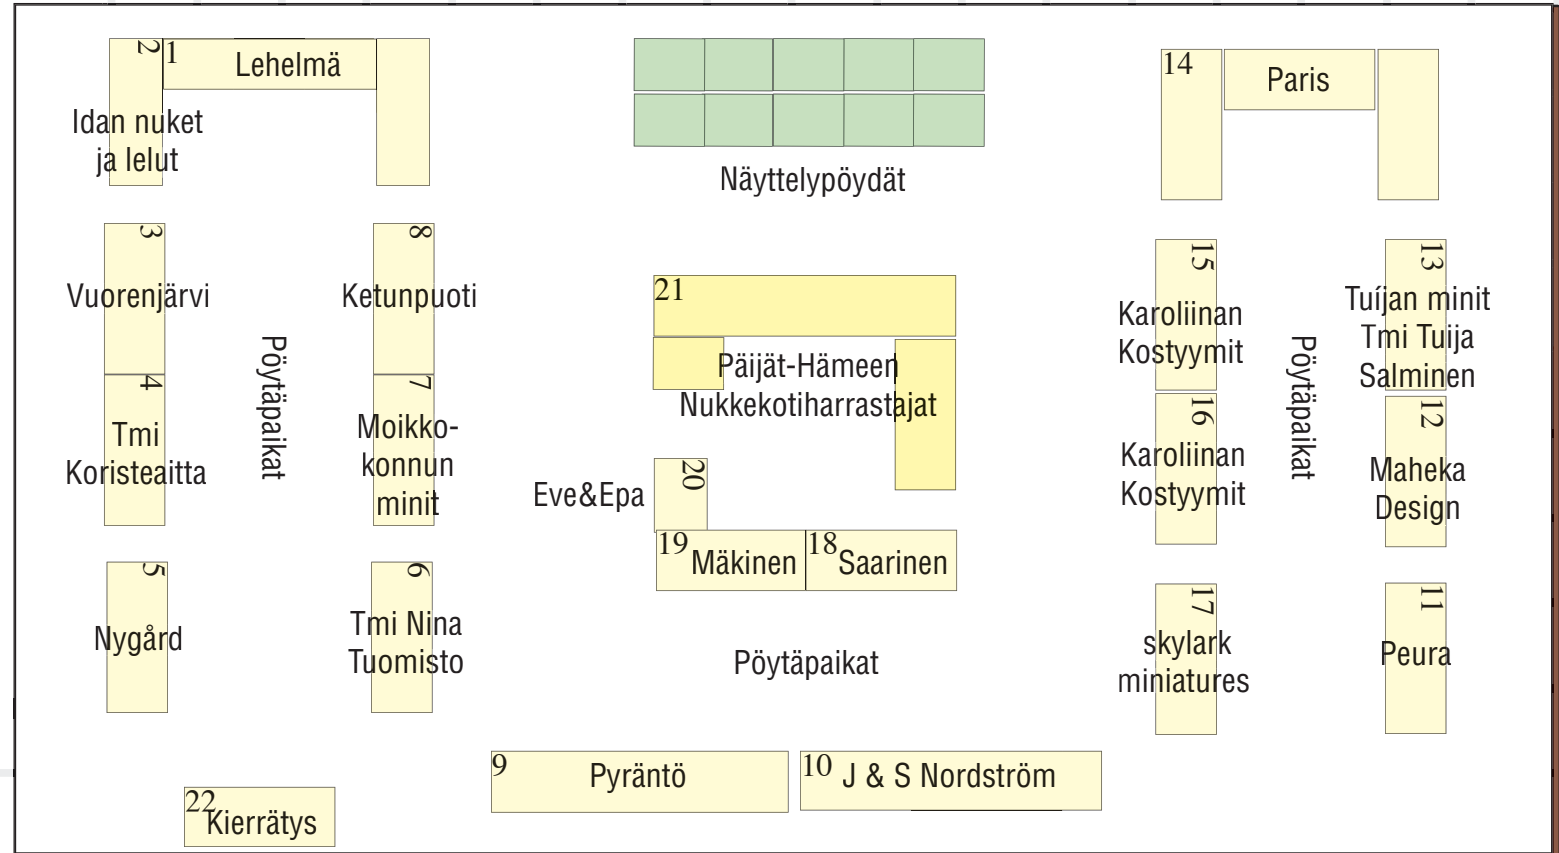 2
1
Lehelmä
Idan nuket
ja lelut
3
Vuorenjärvi
8
Ketunpuoti
4
Tmi
Koristeaitta
7
Moikko-
konnun
minit
Pöytäpaikat
5
Nygård
6
Tmi Nina
Tuomisto
22
Kierrätys
Näyttelypöydät
21
Päijät-Hämeen
Nukkekotiharrastajat
Eve&Epa
20
19
Mäkinen
18
Saarinen
Pöytäpaikat
9
Pyräntö
10
J & S Nordström
14
Paris
15
Karoliinan
Kostyymit
13
Tuíjan minit
Tmi Tuija
Salminen
16
Karoliinan
Kostyymit
Pöytäpaikat
12
Maheka
Design
17
skylark
miniatures
11
Peura